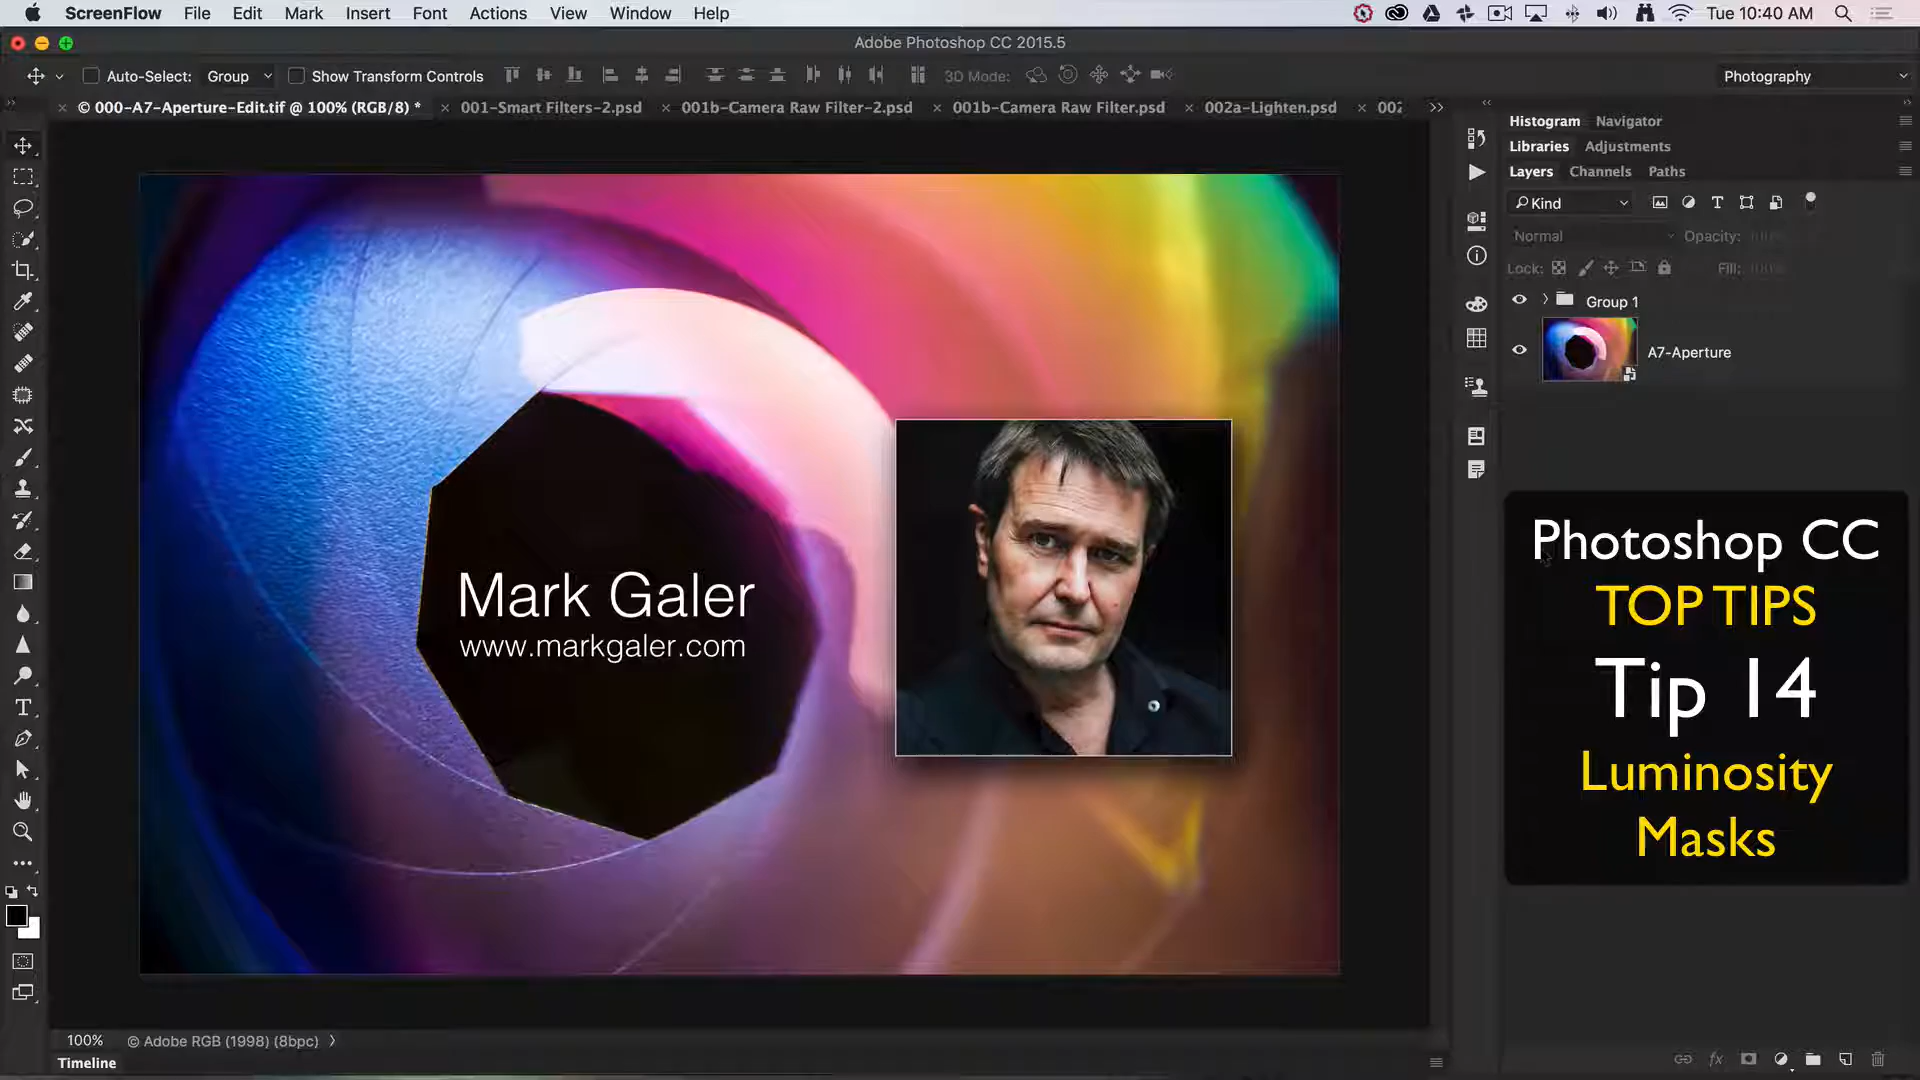 ScreenFlow File Edit Mark Insert Font Actions View Window Help Tue 10:40 AM
Adobe Photoshop CC 2015.5
Auto-Select: Group Show Transform Controls 3D Mode: Photography
© 000-A7-Aperture-Edit.tif @ 100% (RGB/8) * 001-Smart Filters-2.psd 001b-Camera Raw Filter-2.psd 001b-Camera Raw Filter.psd 002a-Lighten.psd 002
Histogram Navigator
Libraries Adjustments
Layers Channels Paths
Kind
Normal Opacity:
Lock: Fill:
Group 1
A7-Aperture
Mark Galer
www.markgaler.com
Photoshop CC
TOP TIPS
Tip 14
Luminosity
Masks
100% © Adobe RGB (1998) (8bpc)
Timeline
fx